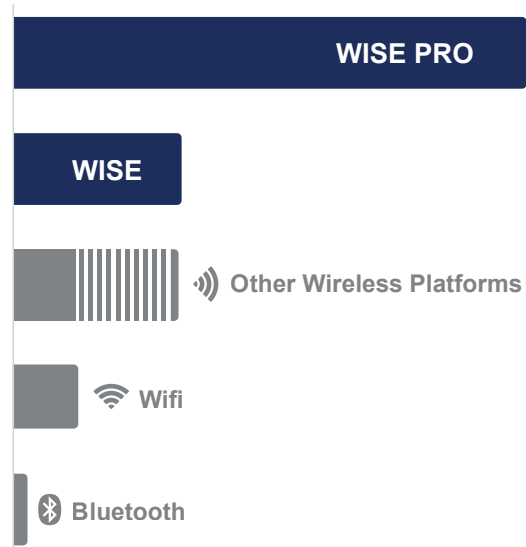 WISE PRO
WISE
Other Wireless Platforms
Wifi
Bluetooth